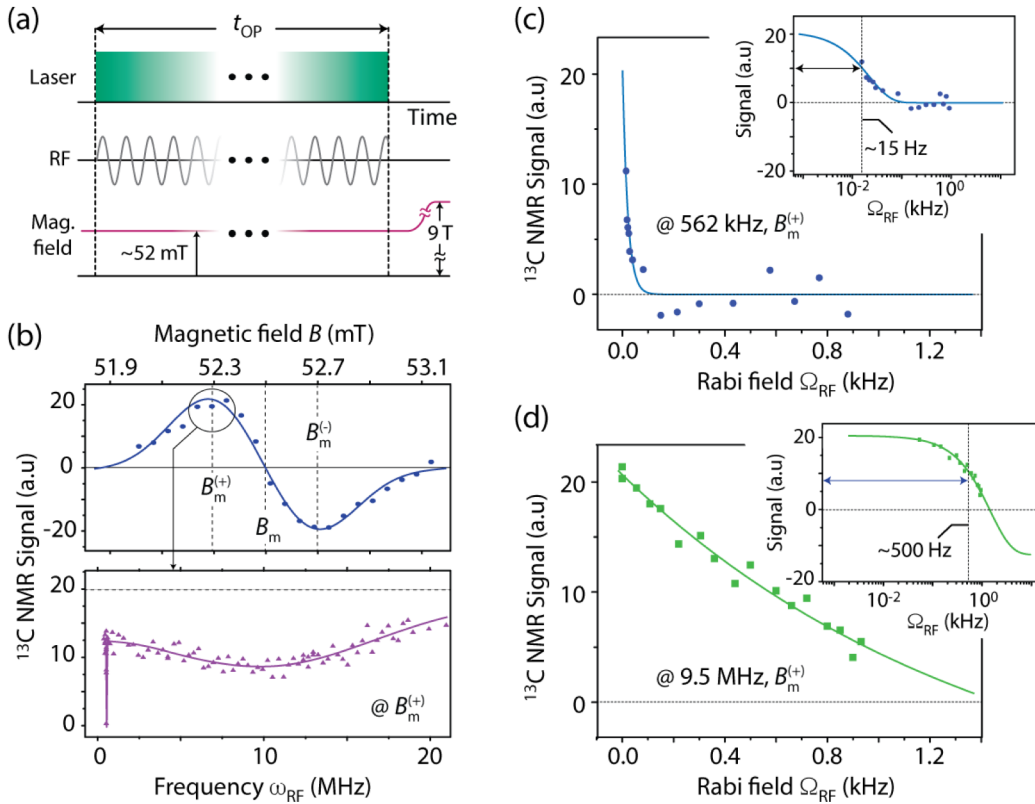 (a)
t_OP
Laser
Time
RF
Mag. field
~52 mT
9 T
(b)
Magnetic field B (mT)
51.9 52.3 52.7 53.1
20
0
-20
B_m^(+)
B_m
B_m^(-)
¹³C NMR Signal (a.u)
20
10
0
@ B_m^(+)
0 5 10 15 20
Frequency ω_RF (MHz)
(c)
¹³C NMR Signal (a.u)
20
10
0
@ 562 kHz, B_m^(+)
0.0 0.4 0.8 1.2
Rabi field Ω_RF (kHz)
Signal (a.u)
20
0
20
~15 Hz
10⁻² 10⁰
Ω_RF (kHz)
(d)
¹³C NMR Signal (a.u)
20
10
0
@ 9.5 MHz, B_m^(+)
0.0 0.4 0.8 1.2
Rabi field Ω_RF (kHz)
Signal (a.u)
20
0
-20
~500 Hz
10⁻² 10⁰
Ω_RF (kHz)